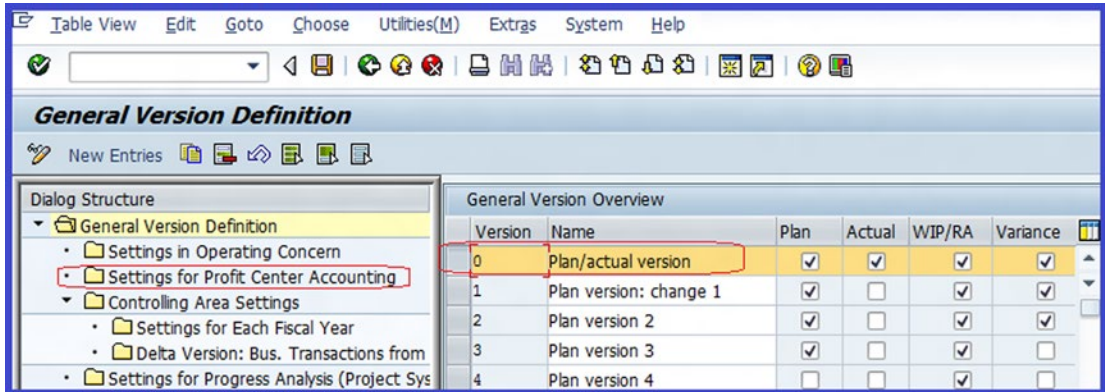 Table View Edit Goto Choose Utilities(M) Extras System Help
General Version Definition
New Entries
Dialog Structure
General Version Definition
Settings in Operating Concern
Settings for Profit Center Accounting
Controlling Area Settings
Settings for Each Fiscal Year
Delta Version: Bus. Transactions from
Settings for Progress Analysis (Project Sys
General Version Overview
Version Name Plan Actual WIP/RA Variance
0 Plan/actual version
1 Plan version: change 1
2 Plan version 2
3 Plan version 3
4 Plan version 4